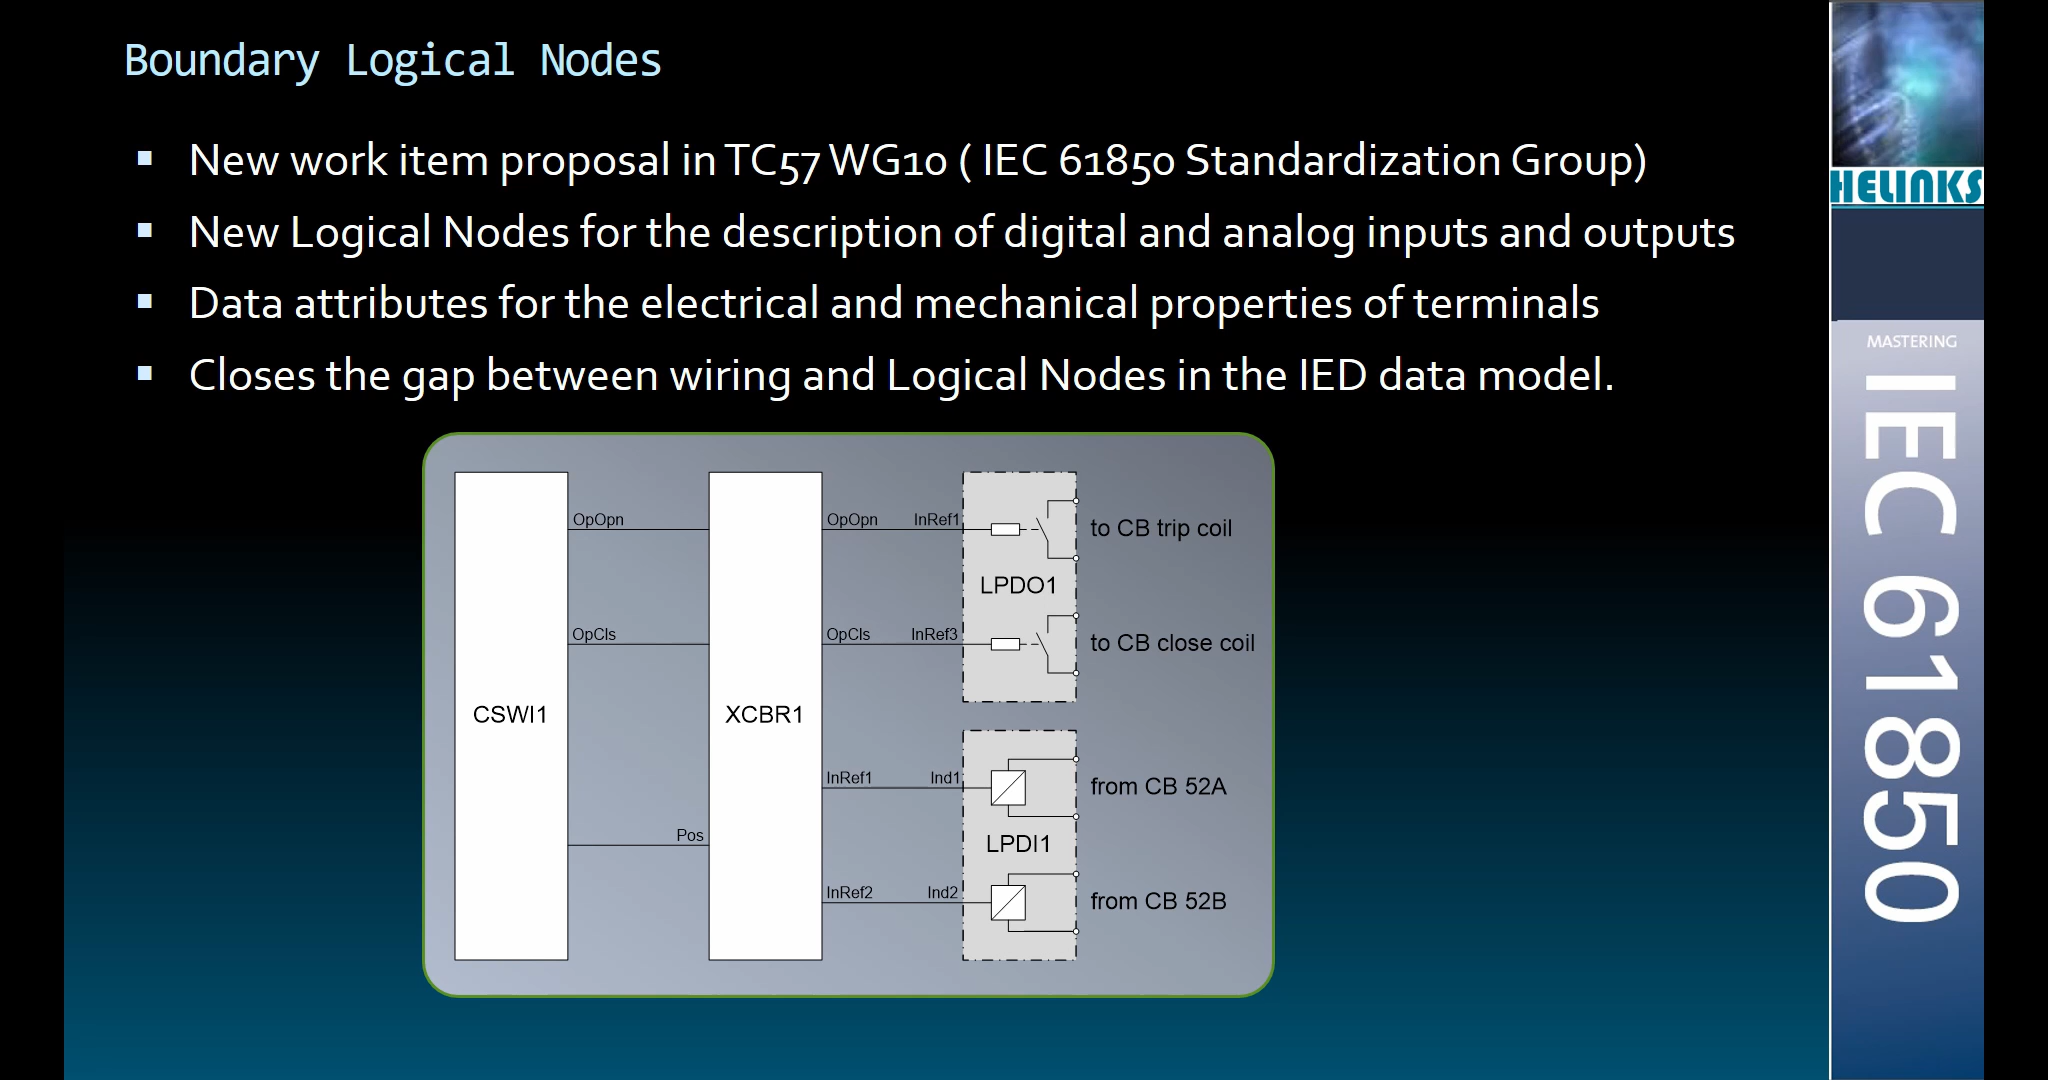 Boundary Logical Nodes
New work item proposal in TC57 WG10 ( IEC 61850 Standardization Group)
New Logical Nodes for the description of digital and analog inputs and outputs
Data attributes for the electrical and mechanical properties of terminals
Closes the gap between wiring and Logical Nodes in the IED data model.
OpOpn
OpOpn
InRef1
to CB trip coil
LPDO1
OpCls
OpCls
InRef3
to CB close coil
CSWI1
XCBR1
InRef1
Ind1
from CB 52A
Pos
LPDI1
InRef2
Ind2
from CB 52B
HELINKS
MASTERING
IEC 61850